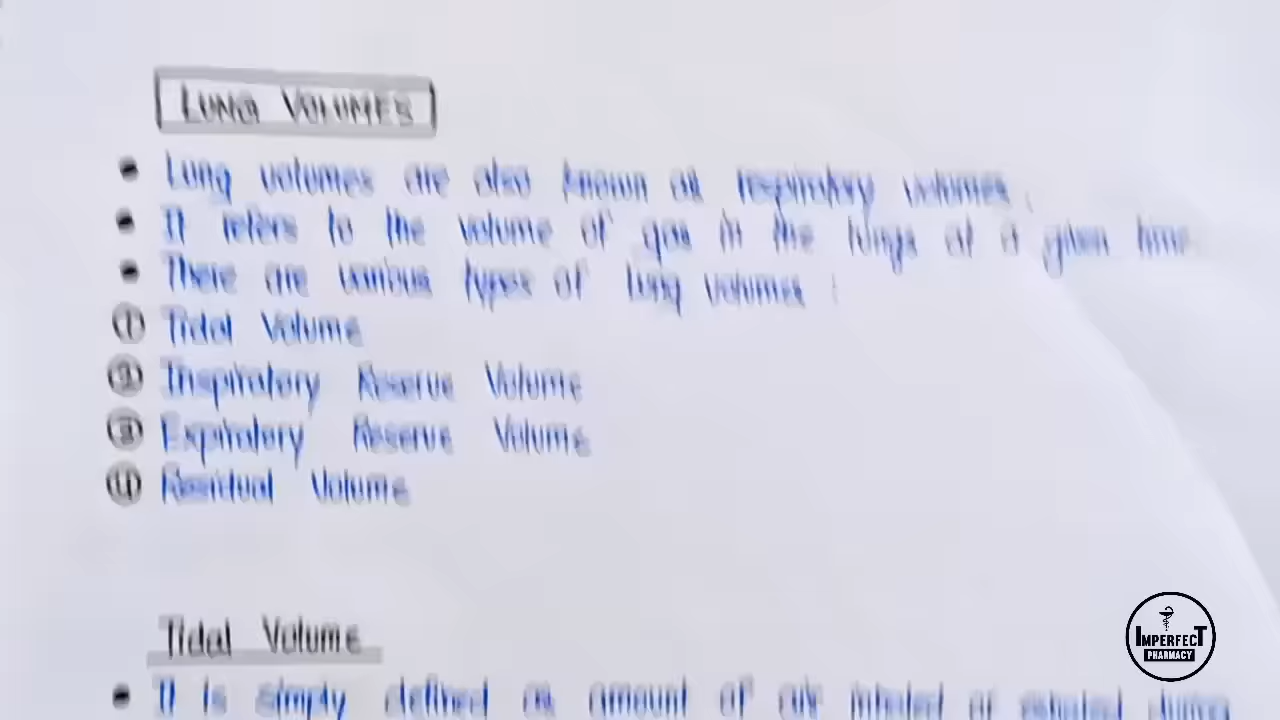 LUNG VOLUMES
• Lung volumes are also known as respiratory volumes.
• It refers to the volume of gas in the lungs at a given time.
• There are various types of lung volumes :
① Tidal Volume
② Inspiratory Reserve Volume
③ Expiratory Reserve Volume
④ Residual Volume
Tidal Volume
• It is simply defined as amount of air inhaled or exhaled during
IMPERFECT
PHARMACY